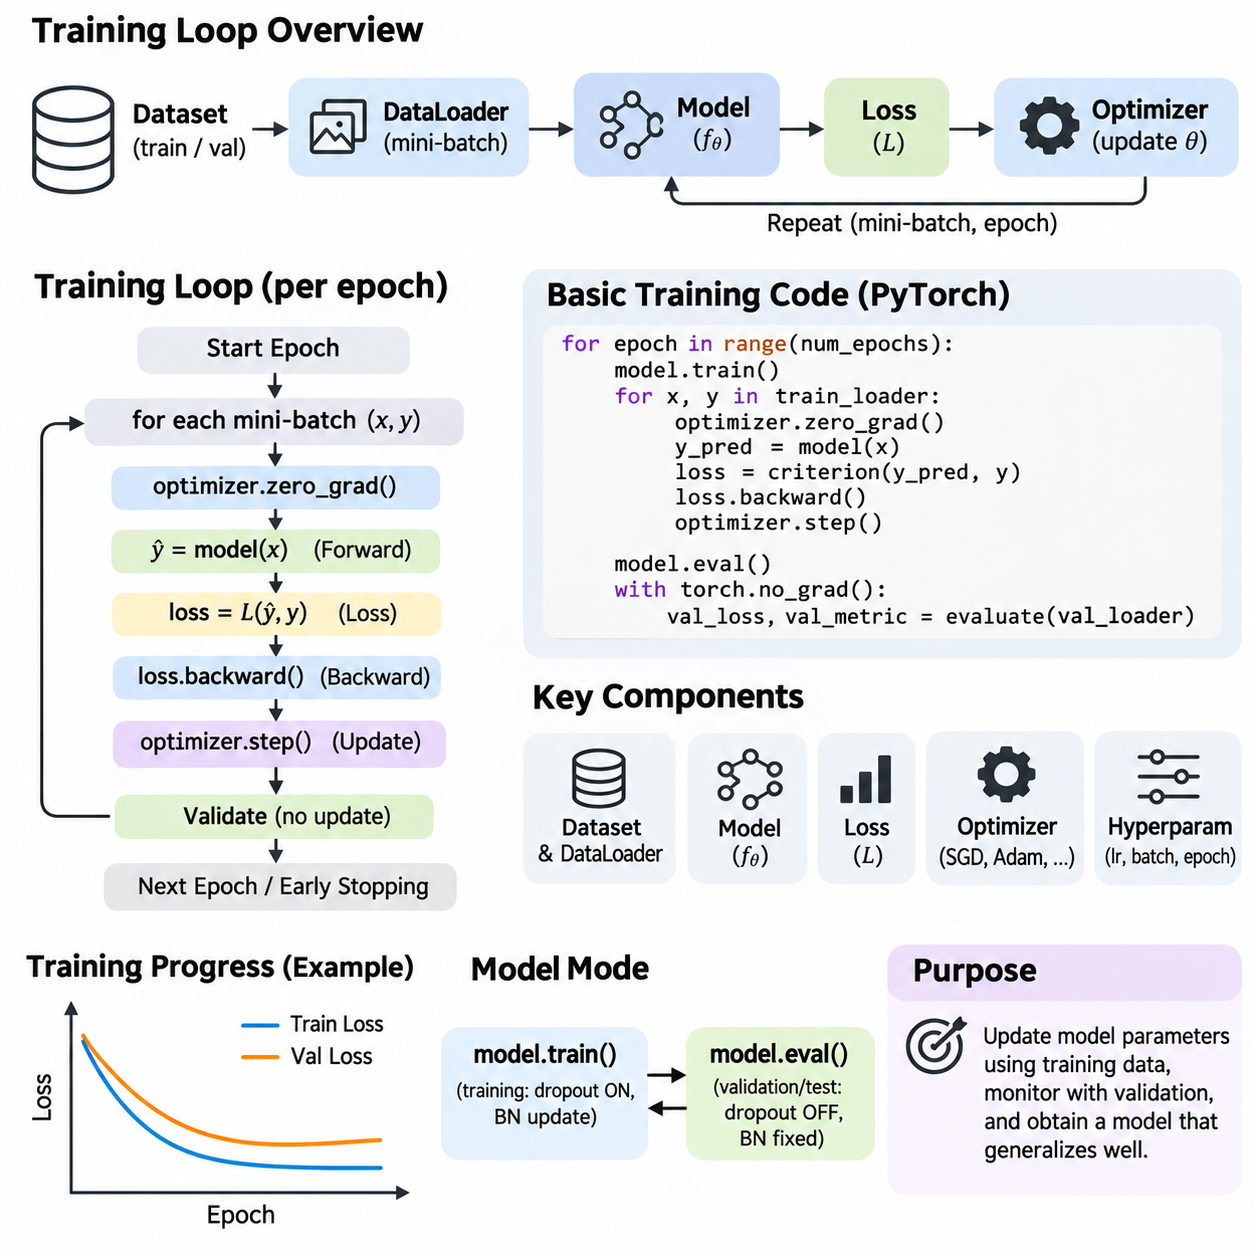 Training Loop Overview
Dataset
(train / val)
DataLoader
(mini-batch)
Model
(fθ)
Loss
(L)
Optimizer
(update θ)
Repeat (mini-batch, epoch)
Training Loop (per epoch)
Start Epoch
for each mini-batch (x, y)
optimizer.zero_grad()
ŷ = model(x) (Forward)
loss = L(ŷ, y) (Loss)
loss.backward() (Backward)
optimizer.step() (Update)
Validate (no update)
Next Epoch / Early Stopping
Basic Training Code (PyTorch)
for epoch in range(num_epochs):
model.train()
for x, y in train_loader:
optimizer.zero_grad()
y_pred = model(x)
loss = criterion(y_pred, y)
loss.backward()
optimizer.step()
model.eval()
with torch.no_grad():
val_loss, val_metric = evaluate(val_loader)
Key Components
Dataset
& DataLoader
Model
(fθ)
Loss
(L)
Optimizer
(SGD, Adam, ...)
Hyperparam
(lr, batch, epoch)
Training Progress (Example)
Train Loss
Val Loss
Loss
Epoch
Model Mode
model.train()
(training: dropout ON,
BN update)
model.eval()
(validation/test:
dropout OFF,
BN fixed)
Purpose
Update model parameters
using training data,
monitor with validation,
and obtain a model that
generalizes well.